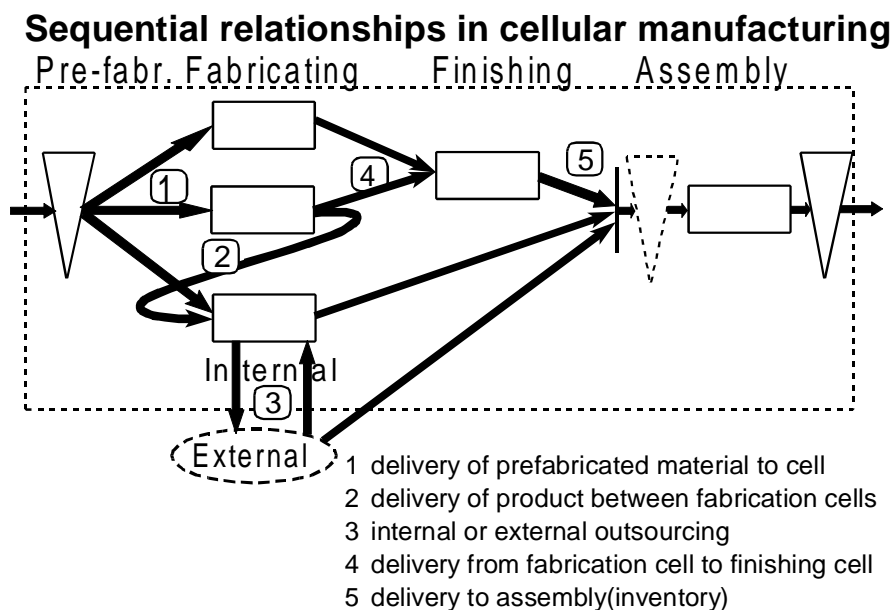 Sequential relationships in cellular manufacturing
Pre-fabr. Fabricating Finishing Assembly
1
4
5
2
Internal
3
External
1 delivery of prefabricated material to cell
2 delivery of product between fabrication cells
3 internal or external outsourcing
4 delivery from fabrication cell to finishing cell
5 delivery to assembly(inventory)